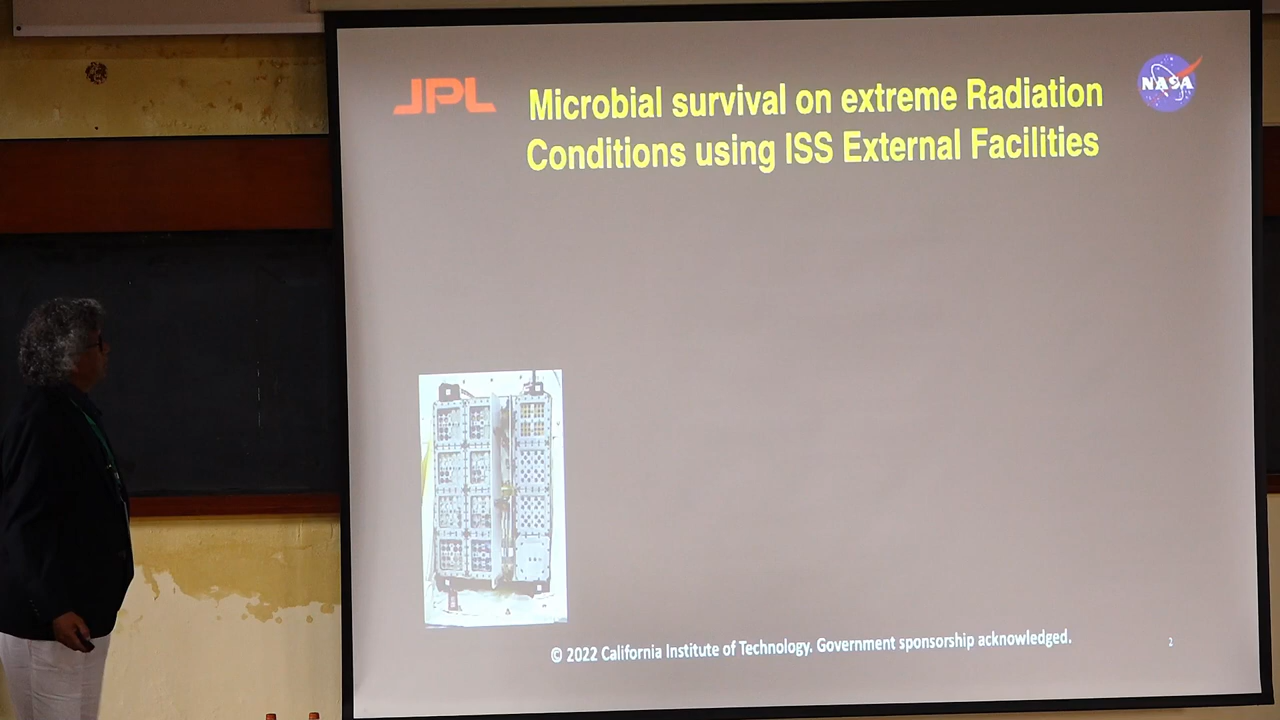 JPL
Microbial survival on extreme Radiation
Conditions using ISS External Facilities
NASA
© 2022 California Institute of Technology. Government sponsorship acknowledged.
2